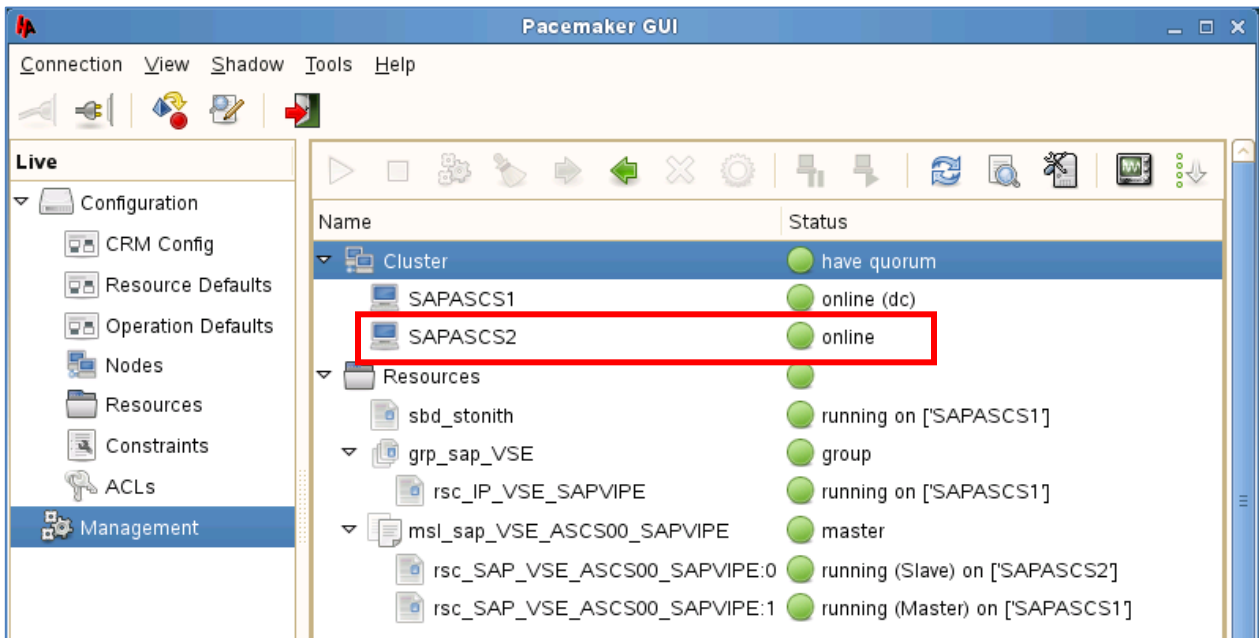 Pacemaker GUI
Connection View Shadow Tools Help
Live
Configuration
CRM Config
Resource Defaults
Operation Defaults
Nodes
Resources
Constraints
ACLs
Management
Name Status
Cluster have quorum
SAPASCS1 online (dc)
SAPASCS2 online
Resources
sbd_stonith running on ['SAPASCS1']
grp_sap_VSE group
rsc_IP_VSE_SAPVIPE running on ['SAPASCS1']
msl_sap_VSE_ASCS00_SAPVIPE master
rsc_SAP_VSE_ASCS00_SAPVIPE:0 running (Slave) on ['SAPASCS2']
rsc_SAP_VSE_ASCS00_SAPVIPE:1 running (Master) on ['SAPASCS1']